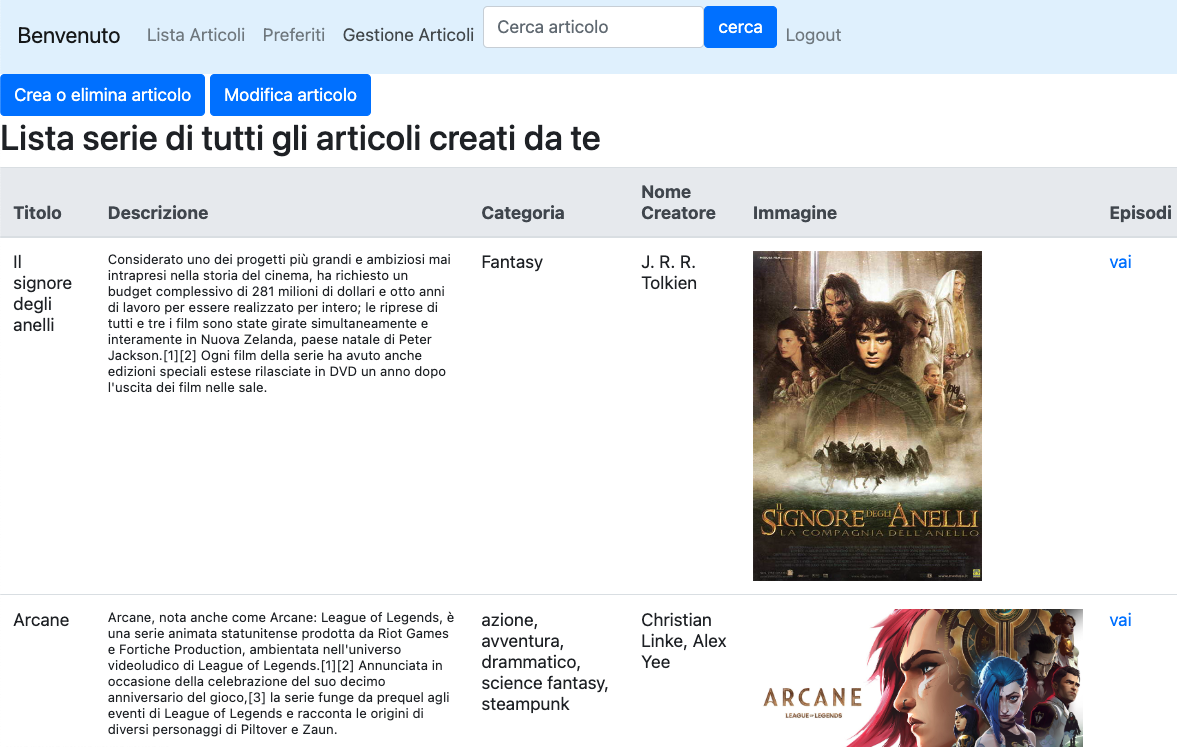 Benvenuto Lista Articoli Preferiti Gestione Articoli Cerca articolo cerca Logout
Crea o elimina articolo Modifica articolo
Lista serie di tutti gli articoli creati da te
Titolo Descrizione Categoria Nome Creatore Immagine Episodi
Il signore degli anelli
Considerato uno dei progetti più grandi e ambiziosi mai
intrapresi nella storia del cinema, ha richiesto un
budget complessivo di 281 milioni di dollari e otto anni
di lavoro per essere realizzato per intero; le riprese di
tutti e tre i film sono state girate simultaneamente e
interamente in Nuova Zelanda, paese natale di Peter
Jackson.[1][2] Ogni film della serie ha avuto anche
edizioni speciali estese rilasciate in DVD un anno dopo
l'uscita dei film nelle sale.
Fantasy
J. R. R.
Tolkien
IL
SIGNORE DEGLI ANELLI
LA COMPAGNIA DELL'ANELLO
vai
Arcane
Arcane, nota anche come Arcane: League of Legends, è
una serie animata statunitense prodotta da Riot Games
e Fortiche Production, ambientata nell'universo
videoludico di League of Legends.[1][2] Annunciata in
occasione della celebrazione del suo decimo
anniversario del gioco,[3] la serie funge da prequel agli
eventi di League of Legends e racconta le origini di
diversi personaggi di Piltover e Zaun.
azione,
avventura,
drammatico,
science fantasy,
steampunk
Christian
Linke, Alex
Yee
ARCANE
LEAGUE OF LEGENDS
vai